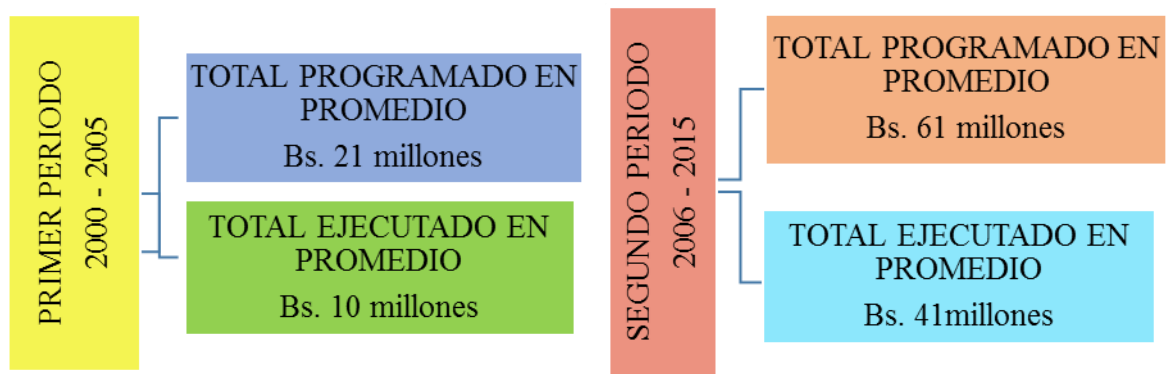 PRIMER PERIODO
2000 - 2005
TOTAL PROGRAMADO EN
PROMEDIO
Bs. 21 millones
TOTAL EJECUTADO EN
PROMEDIO
Bs. 10 millones
SEGUNDO PERIODO
2006 - 2015
TOTAL PROGRAMADO EN
PROMEDIO
Bs. 61 millones
TOTAL EJECUTADO EN
PROMEDIO
Bs. 41millones